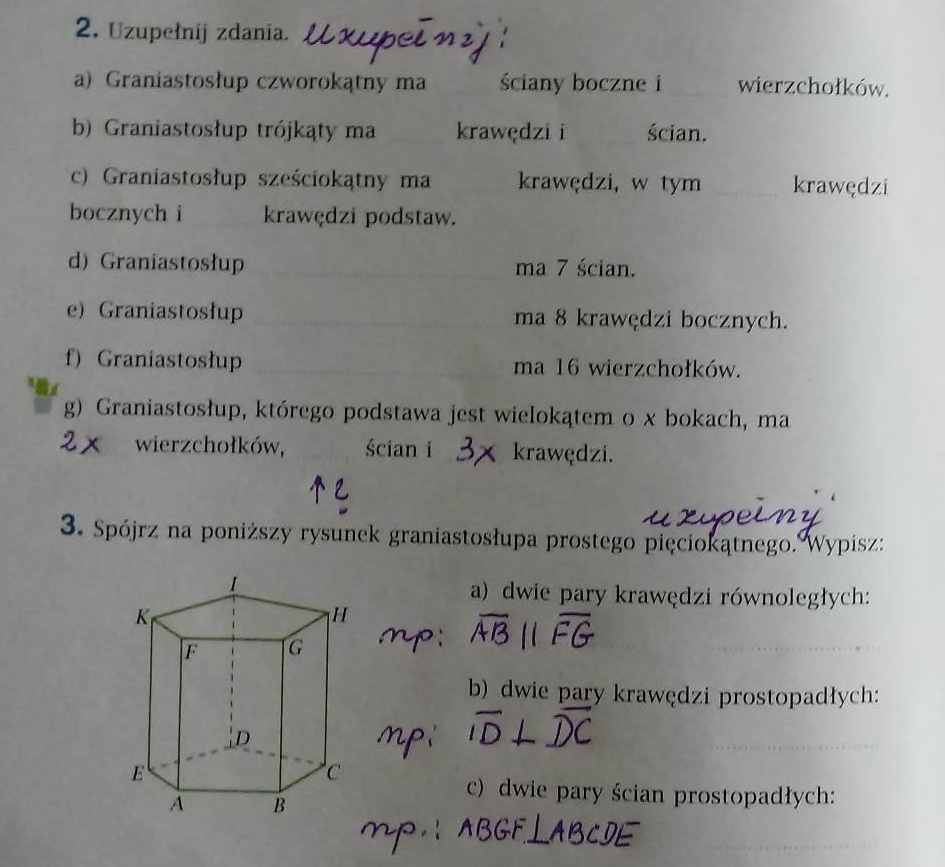 2. Uzupełnij zdania. Uzupełnij!
a) Graniastosłup czworokątny ma ściany boczne i wierzchołków.
b) Graniastosłup trójkąty ma krawędzi i ścian.
c) Graniastosłup sześciokątny ma krawędzi, w tym krawędzi
bocznych i krawędzi podstaw.
d) Graniastosłup ma 7 ścian.
e) Graniastosłup ma 8 krawędzi bocznych.
f) Graniastosłup ma 16 wierzchołków.
g) Graniastosłup, którego podstawa jest wielokątem o x bokach, ma
2x wierzchołków, ścian i 3x krawędzi.
↑?
uzupełnij!
3. Spójrz na poniższy rysunek graniastosłupa prostego pięciokątnego. Wypisz:
I
K
H
F
G
D
E
C
A
B
a) dwie pary krawędzi równoległych:
np: AB || FG
b) dwie pary krawędzi prostopadłych:
np: ID ⊥ DC
c) dwie pary ścian prostopadłych:
np.: ABGF ⊥ ABCDE